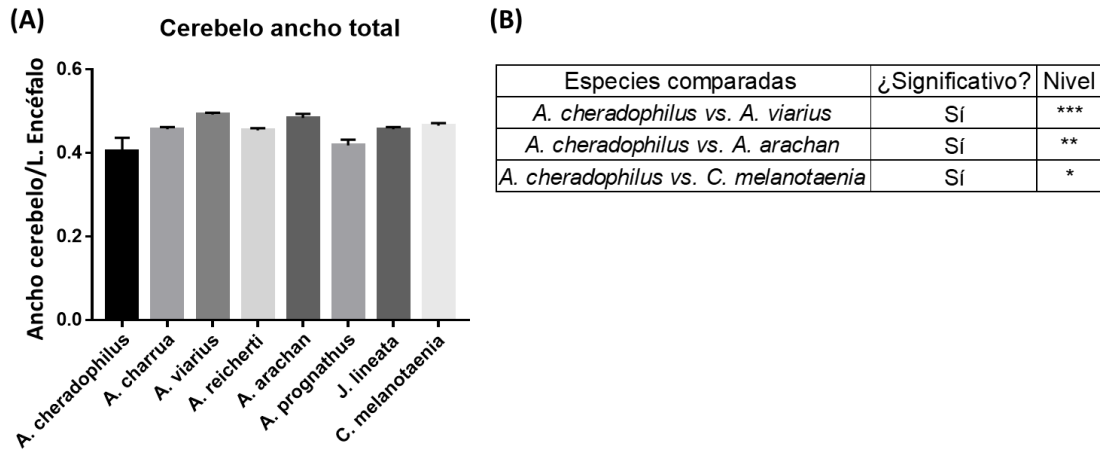 (A)
Cerebelo ancho total
Ancho cerebelo/L. Encéfalo
0.6
0.4
0.2
0.0
A. cheradophilus
A. charrua
A. viarius
A. reicherti
A. arachan
A. prognathus
J. lineata
C. melanotaenia
(B)
Especies comparadas ¿Significativo? Nivel
A. cheradophilus vs. A. viarius Sí ***
A. cheradophilus vs. A. arachan Sí **
A. cheradophilus vs. C. melanotaenia Sí *